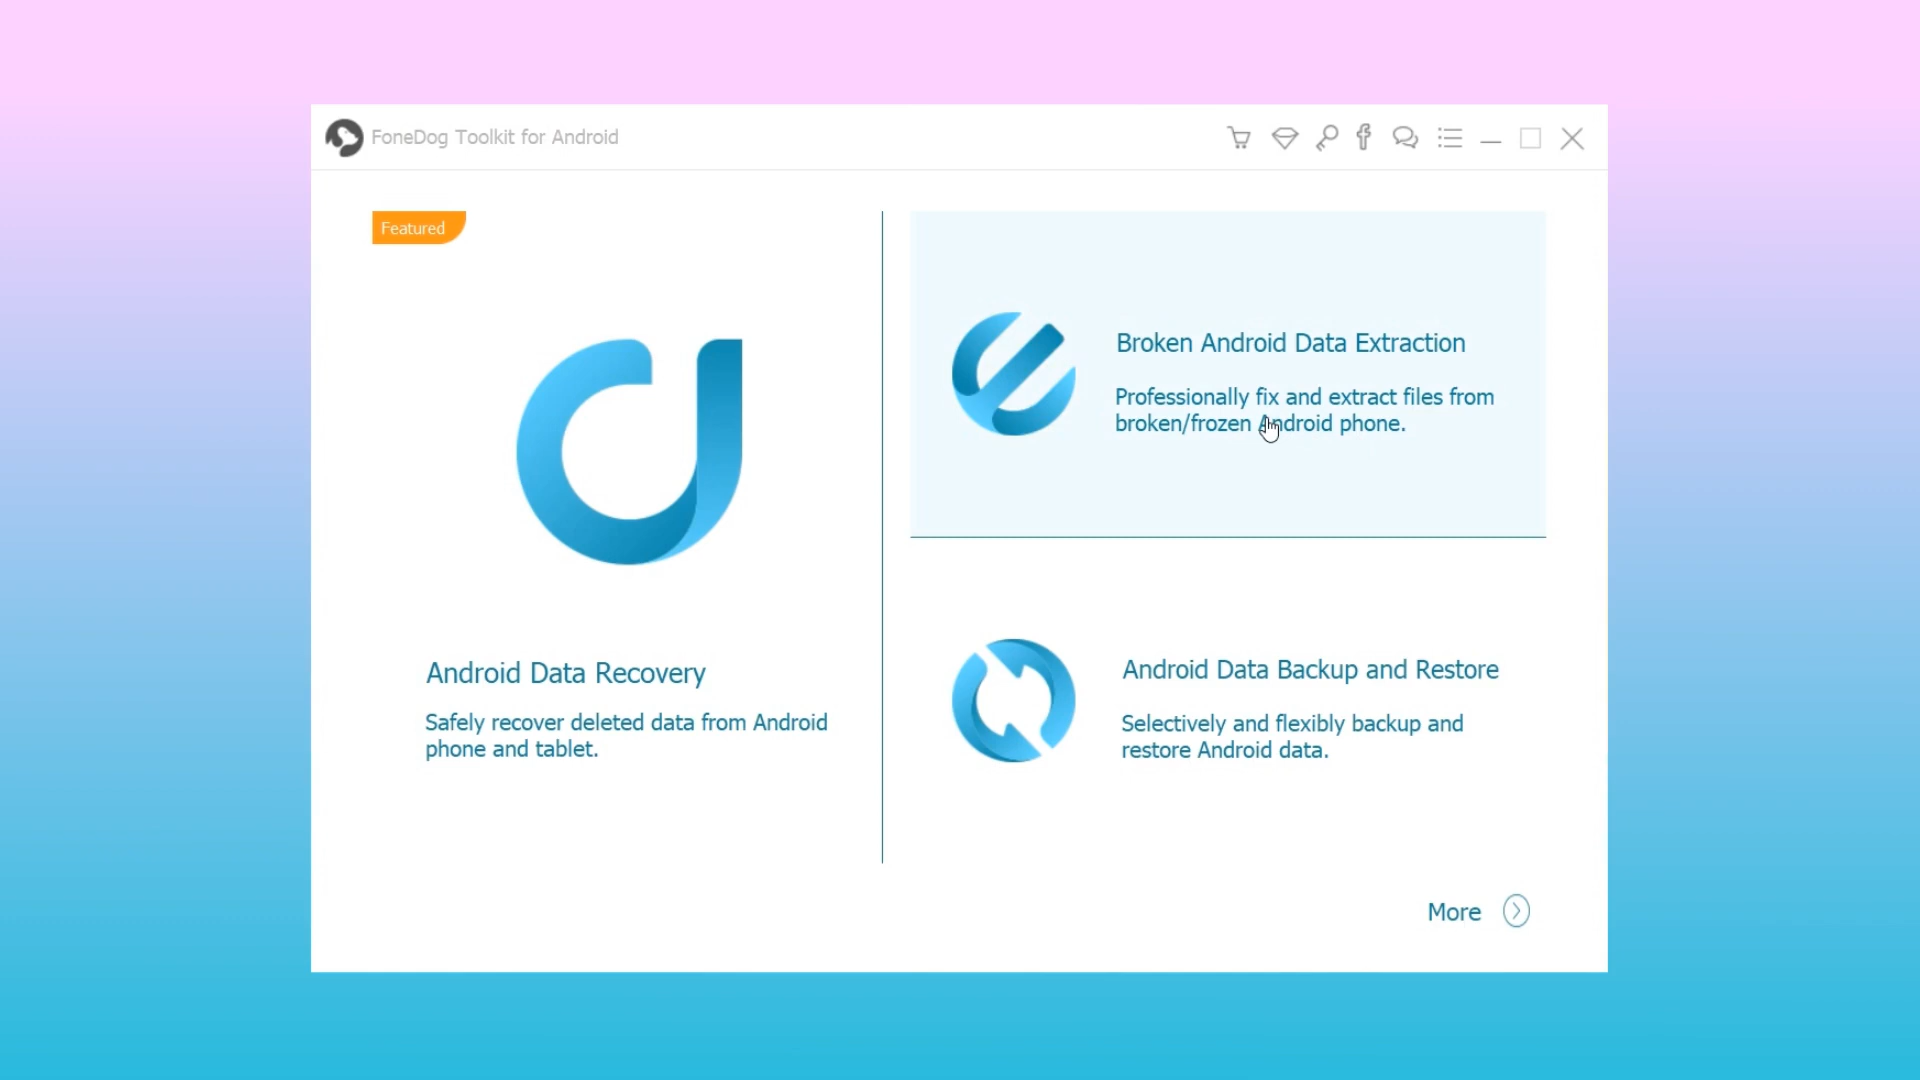 FoneDog Toolkit for Android
Featured
Android Data Recovery
Safely recover deleted data from Android
phone and tablet.
Broken Android Data Extraction
Professionally fix and extract files from
broken/frozen Android phone.
Android Data Backup and Restore
Selectively and flexibly backup and
restore Android data.
More